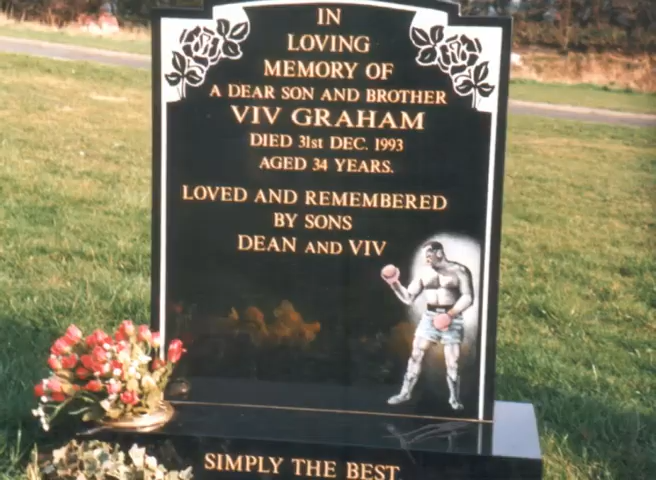 IN
LOVING
MEMORY OF
A DEAR SON AND BROTHER
VIV GRAHAM
DIED 31st DEC. 1993
AGED 34 YEARS.
LOVED AND REMEMBERED
BY SONS
DEAN AND VIV
SIMPLY THE BEST.